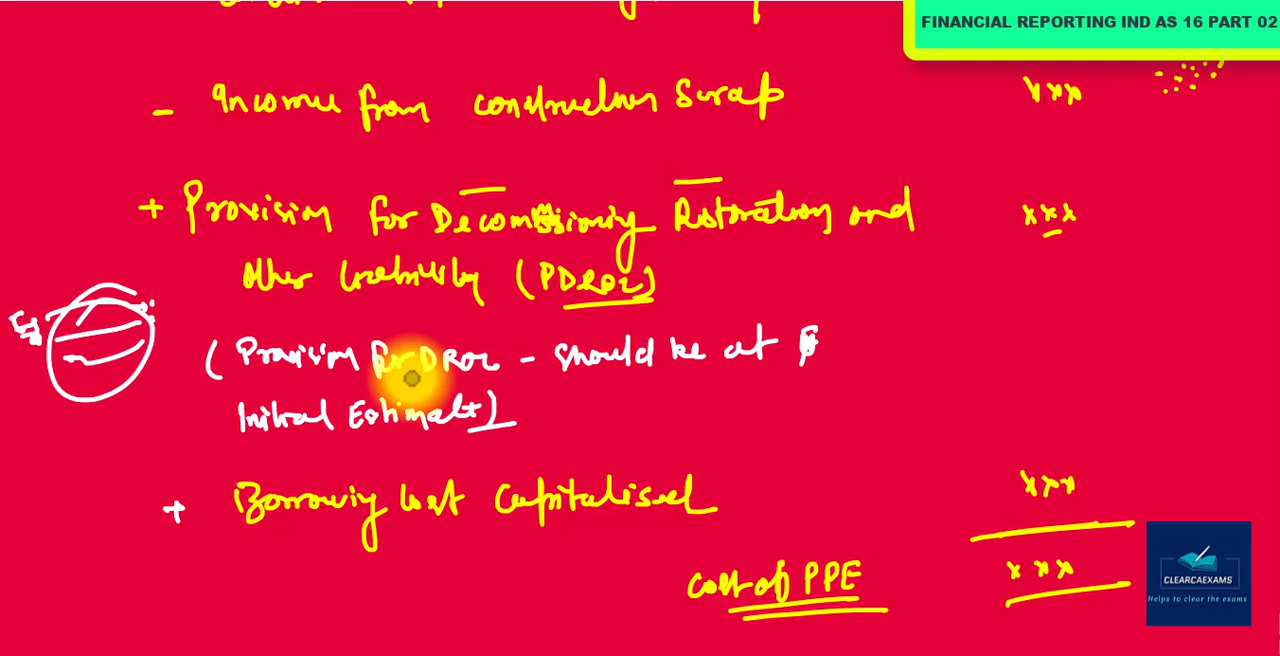 FINANCIAL REPORTING IND AS 16 PART 02
- Income from construction Scrap xxx
+ Provision for Decommissioning Restoration and xxx
other liability (PDROL)
(Provision for DROL - should be at
Initial Estimate)
+ Borrowing cost Capitalised xxx
cost of PPE xxx
CLEARCAEXAMS
Helps to clear the exams